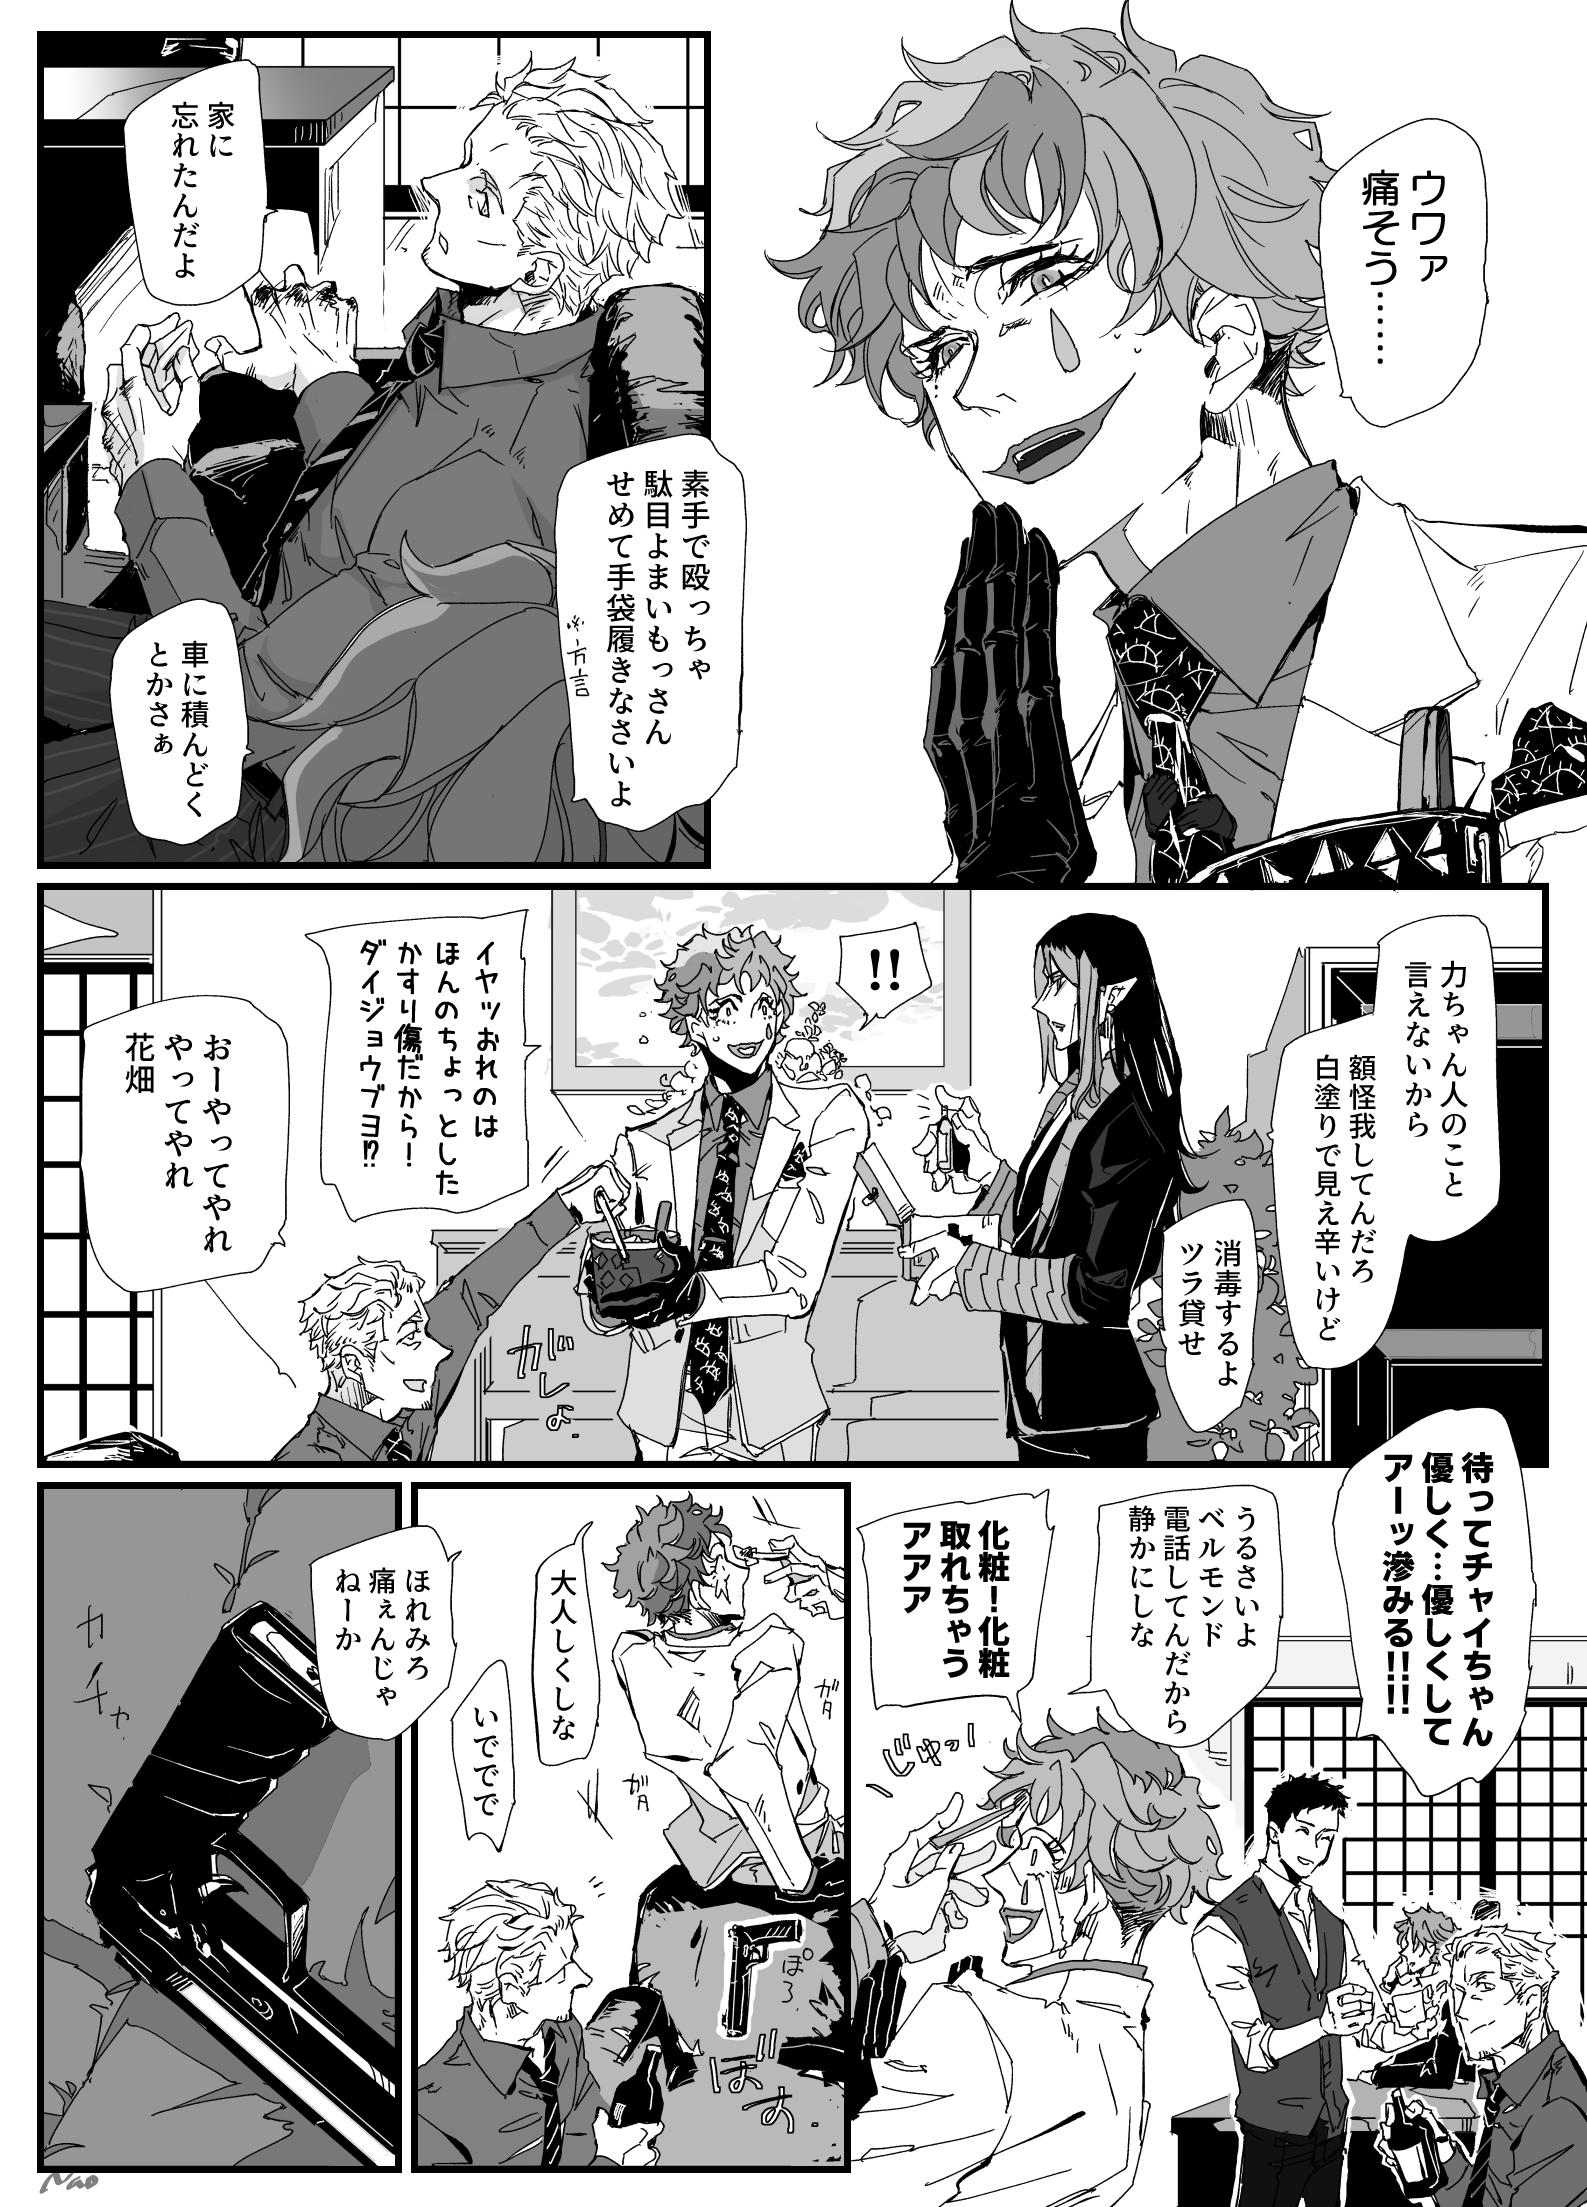 ウワァ
痛そう……
家に
忘れたんだよ
素手で殴っちゃ
駄目よまいもっさん
せめて手袋履きなさいよ
※方言
車に積んどく
とかさぁ
力ちゃん人のこと
言えないから
額怪我してんだろ
白塗りで見え辛いけど
消毒するよ
ツラ貸せ
!!
イヤッおれのは
ほんのちょっとした
かすり傷だから!
ダイジョウブヨ!?
おーやってやれ
やってやれ
花畑
ガレ
待ってチャイちゃん
優しく…優しくして
アーッ滲みる!!!!
うるさいよ
ベルモンド
電話してんだから
静かにしな
化粧!化粧
取れちゃう
アアア
じゅっ
大人しくしな
いでででで
ガタ
ガタ
ぽろ
ほれみろ
痛ぇんじゃ
ねーか
カチャ
Nao